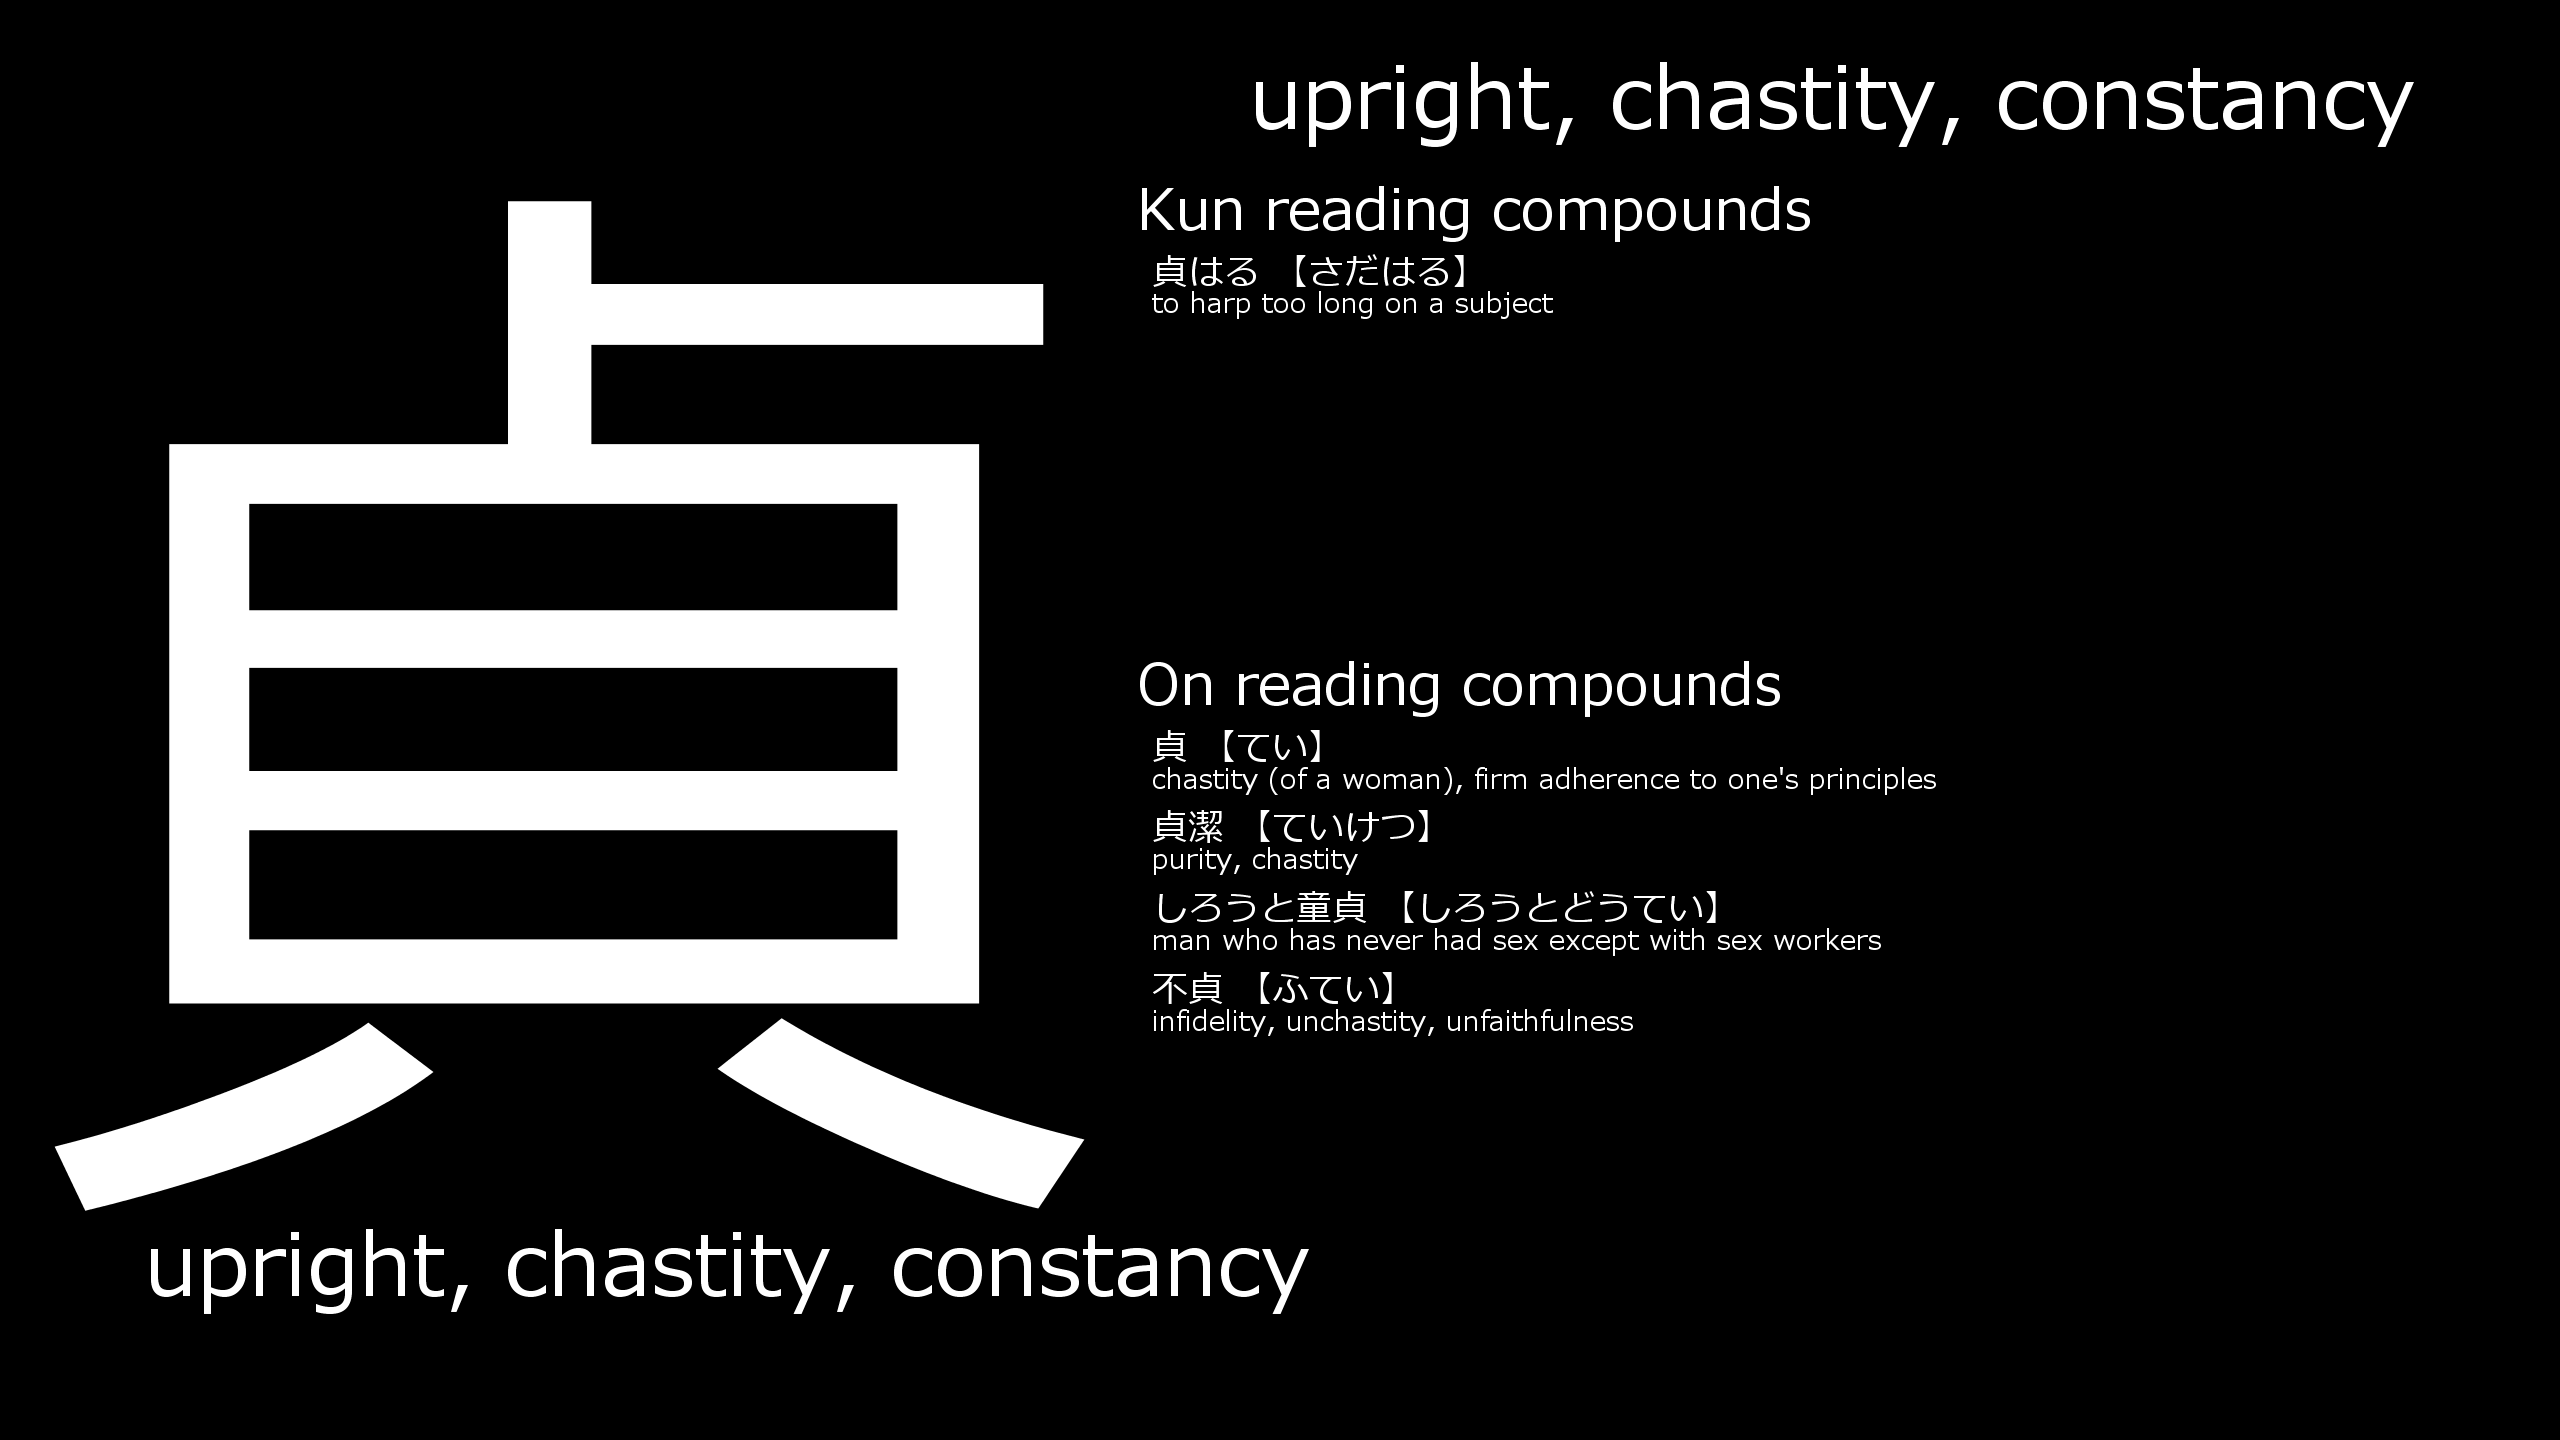 貞
upright, chastity, constancy
upright, chastity, constancy
Kun reading compounds
貞はる 【さだはる】
to harp too long on a subject
On reading compounds
貞 【てい】
chastity (of a woman), firm adherence to one's principles
貞潔 【ていけつ】
purity, chastity
しろうと童貞 【しろうとどうてい】
man who has never had sex except with sex workers
不貞 【ふてい】
infidelity, unchastity, unfaithfulness